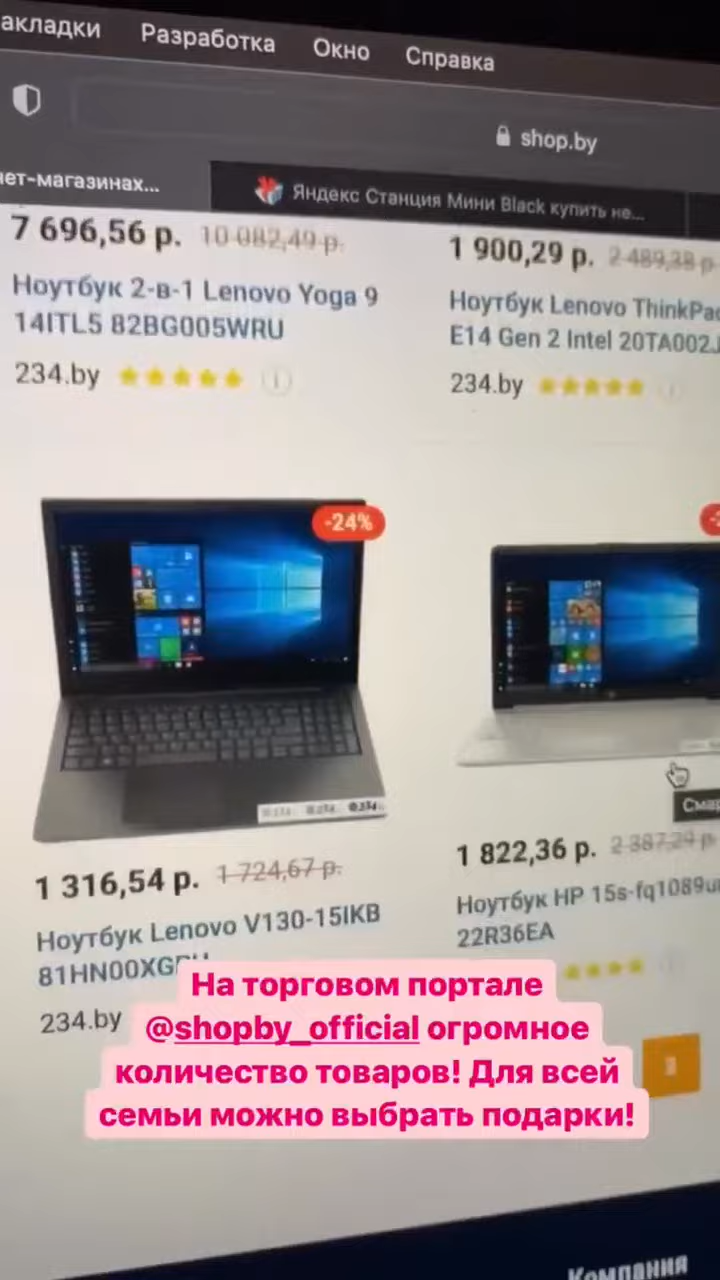 акладки Разработка Окно Справка
shop.by
нет-магазинах...
Яндекс Станция Мини Black купить не...
7 696,56 р. 10 082,49 р.
1 900,29 р. 2 489,38 р
Ноутбук 2-в-1 Lenovo Yoga 9
14ITL5 82BG005WRU
Ноутбук Lenovo ThinkPad
E14 Gen 2 Intel 20TA002
234.by
234.by
-24%
Смар
1 316,54 р. 1 724,67 р.
Ноутбук Lenovo V130-15IKB
81HN00XG
234.by
1 822,36 р. 2 387,29 р
Ноутбук HP 15s-fq1089u
22R36EA
На торговом портале
@shopby_official огромное
количество товаров! Для всей
семьи можно выбрать подарки!
Компания